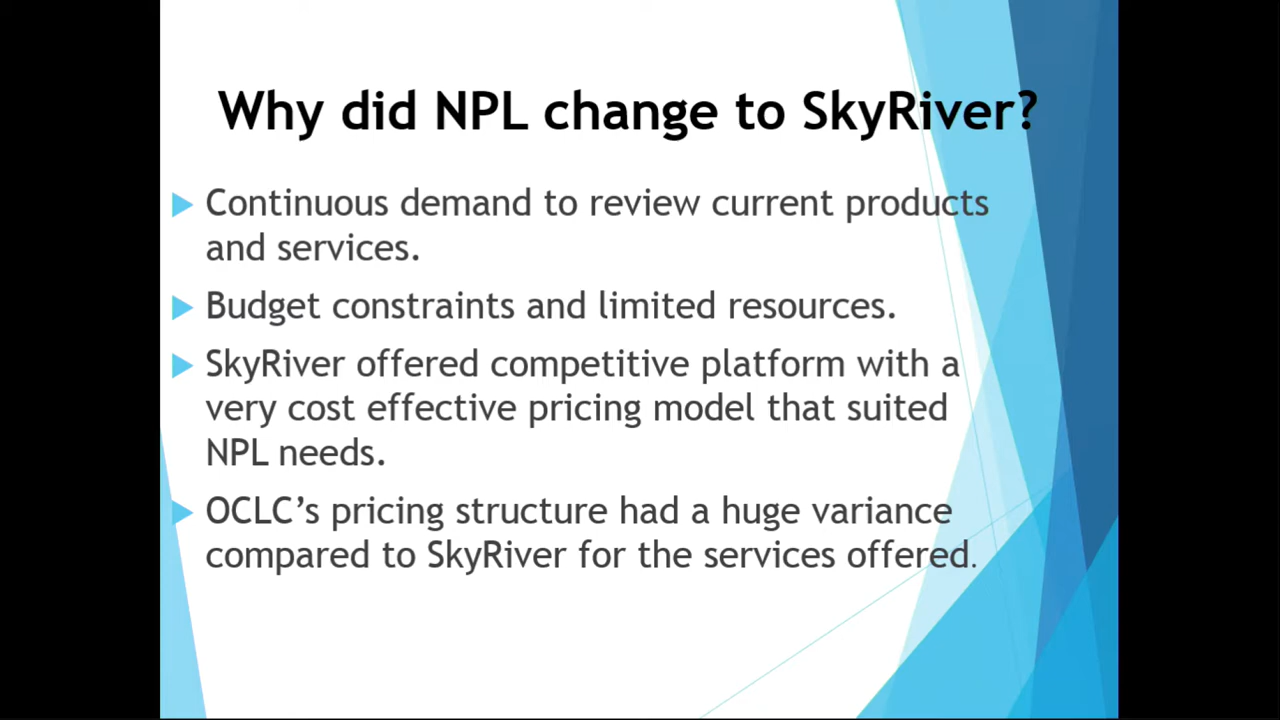 Why did NPL change to SkyRiver?
Continuous demand to review current products
and services.
Budget constraints and limited resources.
SkyRiver offered competitive platform with a
very cost effective pricing model that suited
NPL needs.
OCLC’s pricing structure had a huge variance
compared to SkyRiver for the services offered.